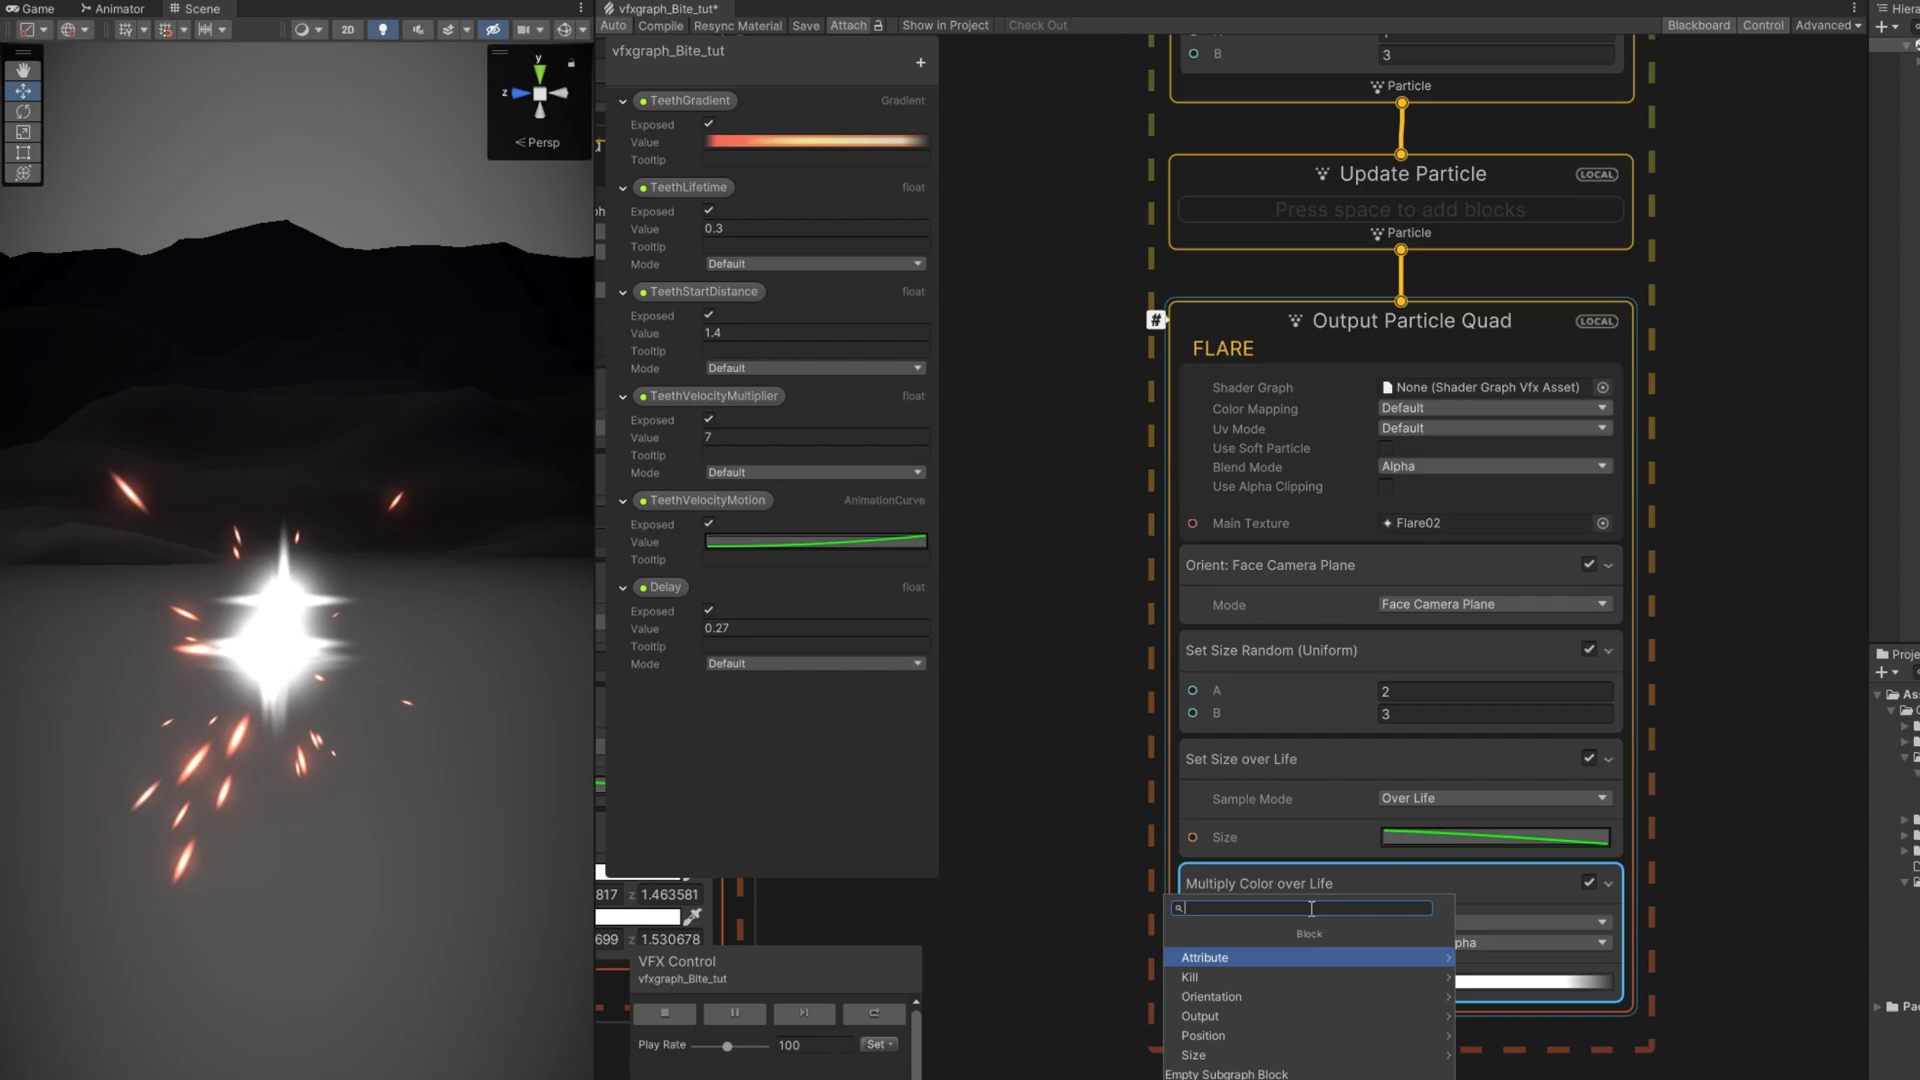 Game
Animator
Scene
2D
y
z
< Persp
vfxgraph_Bite_tut*
Auto
Compile
Resync Material
Save
Attach
Show in Project
Check Out
Blackboard
Control
Advanced
vfxgraph_Bite_tut
+
TeethGradient
Gradient
Exposed
Value
Tooltip
TeethLifetime
float
Exposed
Value
0.3
Tooltip
Mode
Default
TeethStartDistance
float
Exposed
Value
1.4
Tooltip
Mode
Default
TeethVelocityMultiplier
float
Exposed
Value
7
Tooltip
Mode
Default
TeethVelocityMotion
AnimationCurve
Exposed
Value
Tooltip
Delay
float
Exposed
Value
0.27
Tooltip
Mode
Default
817
z
1.463581
699
z
1.530678
VFX Control
vfxgraph_Bite_tut
Play Rate
100
Set
B
3
Particle
Update Particle
LOCAL
Press space to add blocks
Particle
#
Output Particle Quad
LOCAL
FLARE
Shader Graph
None (Shader Graph Vfx Asset)
Color Mapping
Default
Uv Mode
Default
Use Soft Particle
Blend Mode
Alpha
Use Alpha Clipping
Main Texture
Flare02
Orient: Face Camera Plane
Mode
Face Camera Plane
Set Size Random (Uniform)
A
2
B
3
Set Size over Life
Sample Mode
Over Life
Size
Multiply Color over Life
pha
Block
Attribute
Kill
Orientation
Output
Position
Size
Empty Subgraph Block
Hiera
+
Proje
+
As
Pac